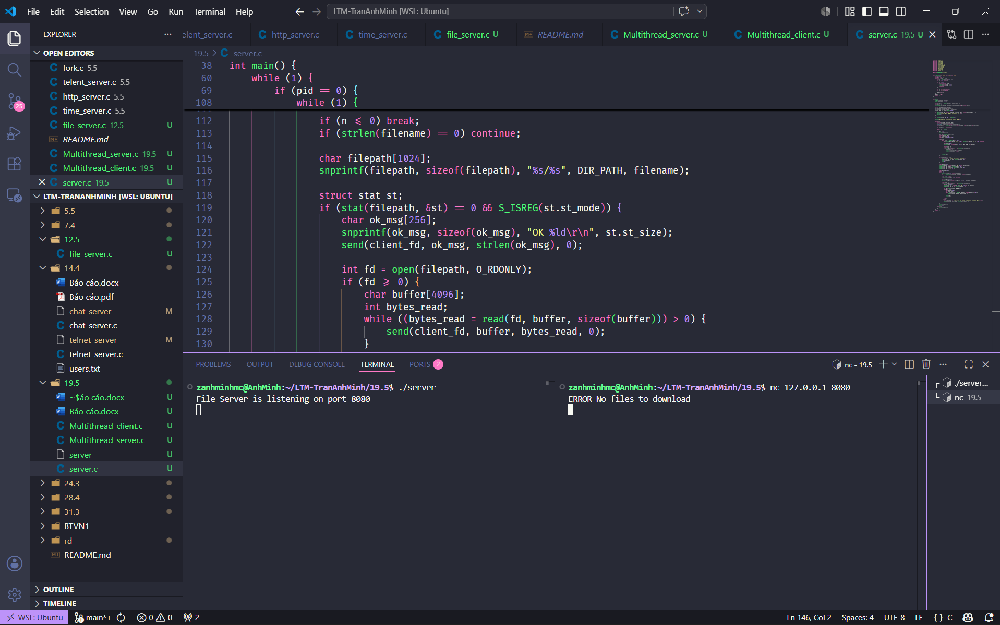 File Edit Selection View Go Run Terminal Help
LTM-TranAnhMinh [WSL: Ubuntu]
EXPLORER
elent_server.c
http_server.c
time_server.c
file_server.c U
README.md
Multithread_server.c U
Multithread_client.c U
server.c 19.5 U
OPEN EDITORS
fork.c 5.5
telent_server.c 5.5
http_server.c 5.5
time_server.c 5.5
file_server.c 12.5 U
README.md
Multithread_server.c 19.5 U
Multithread_client.c 19.5 U
server.c 19.5 U
25
LTM-TRANANHMINH [WSL: UBUNTU]
5.5
7.4
12.5
file_server.c U
14.4
Báo cáo.docx
Báo cáo.pdf
chat_server M
chat_server.c
telnet_server M
telnet_server.c
users.txt
19.5
~$áo cáo.docx U
Báo cáo.docx U
Multithread_client.c U
Multithread_server.c U
server U
server.c U
24.3
28.4
31.3
BTVN1
rd
README.md
OUTLINE
TIMELINE
19.5 > server.c
38 int main() {
60 while (1) {
69 if (pid == 0) {
108 while (1) {
112 if (n <= 0) break;
113 if (strlen(filename) == 0) continue;
114
115 char filepath[1024];
116 snprintf(filepath, sizeof(filepath), "%s/%s", DIR_PATH, filename);
117
118 struct stat st;
119 if (stat(filepath, &st) == 0 && S_ISREG(st.st_mode)) {
120 char ok_msg[256];
121 snprintf(ok_msg, sizeof(ok_msg), "OK %ld\r\n", st.st_size);
122 send(client_fd, ok_msg, strlen(ok_msg), 0);
123
124 int fd = open(filepath, O_RDONLY);
125 if (fd >= 0) {
126 char buffer[4096];
127 int bytes_read;
128 while ((bytes_read = read(fd, buffer, sizeof(buffer))) > 0) {
129 send(client_fd, buffer, bytes_read, 0);
130 }
PROBLEMS OUTPUT DEBUG CONSOLE TERMINAL PORTS 2
nc - 19.5
zanhminhmc@AnhMinh:~/LTM-TranAnhMinh/19.5$ ./server
File Server is listening on port 8080
zanhminhmc@AnhMinh:~/LTM-TranAnhMinh/19.5$ nc 127.0.0.1 8080
ERROR No files to download
./server...
nc 19.5
WSL: Ubuntu main*+ 0 0 2
Ln 146, Col 2 Spaces: 4 UTF-8 LF { } C